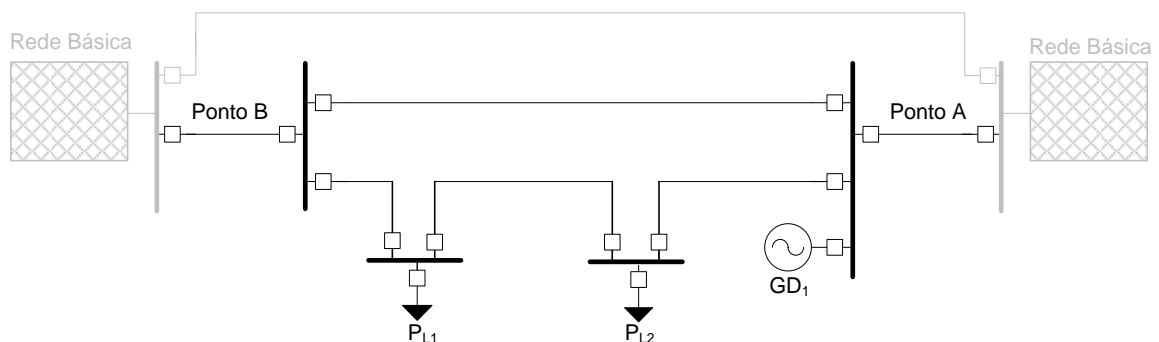 Rede Básica
Rede Básica
Ponto B
Ponto A
GD1
PL1
PL2